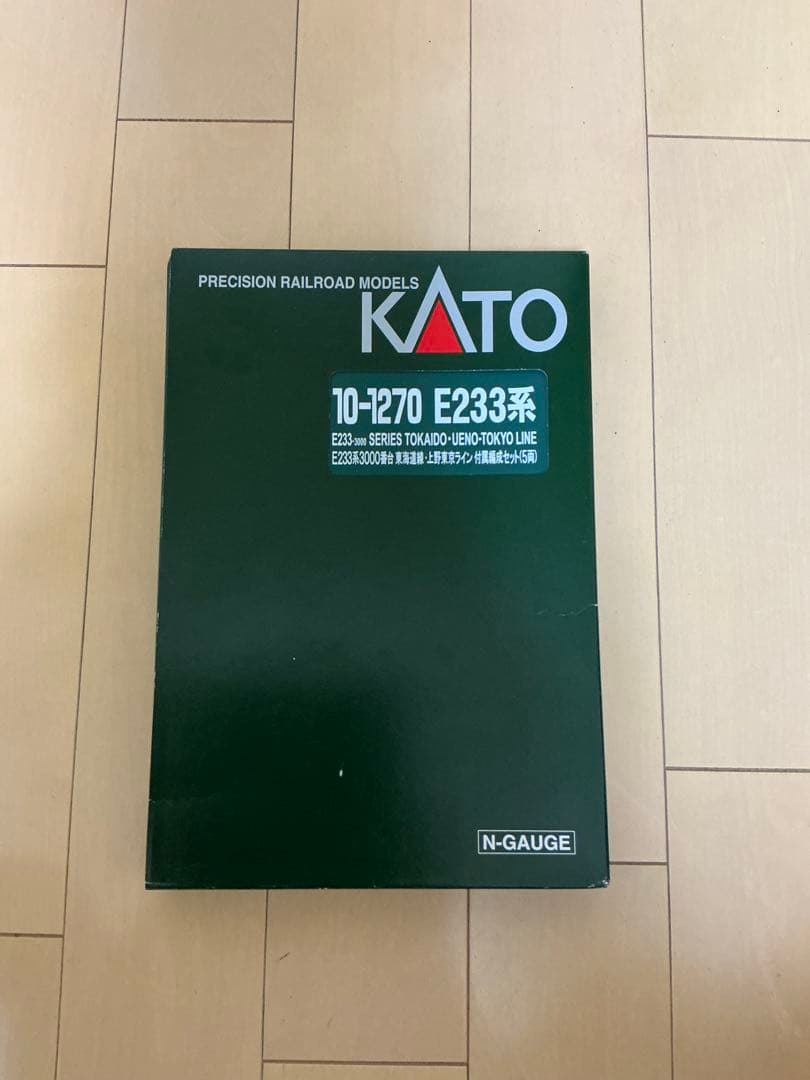 PRECISION RAILROAD MODELS
KATO
10-1270 E233系
E233-3000 SERIES TOKAIDO・UENO-TOKYO LINE
E233系3000番台 東海道線・上野東京ライン 付属編成セット(5両)
N-GAUGE